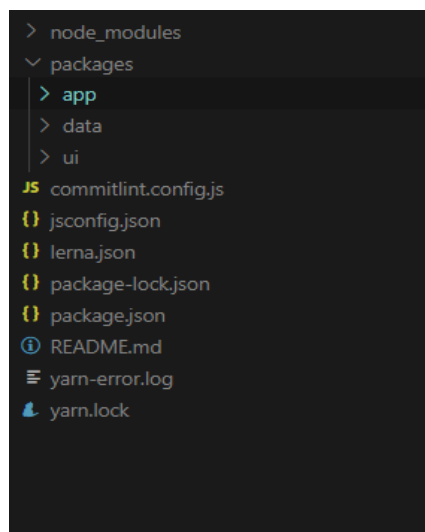 node_modules
packages
app
data
ui
JS commitlint.config.js
{} jsconfig.json
{} lerna.json
{} package-lock.json
{} package.json
README.md
yarn-error.log
yarn.lock